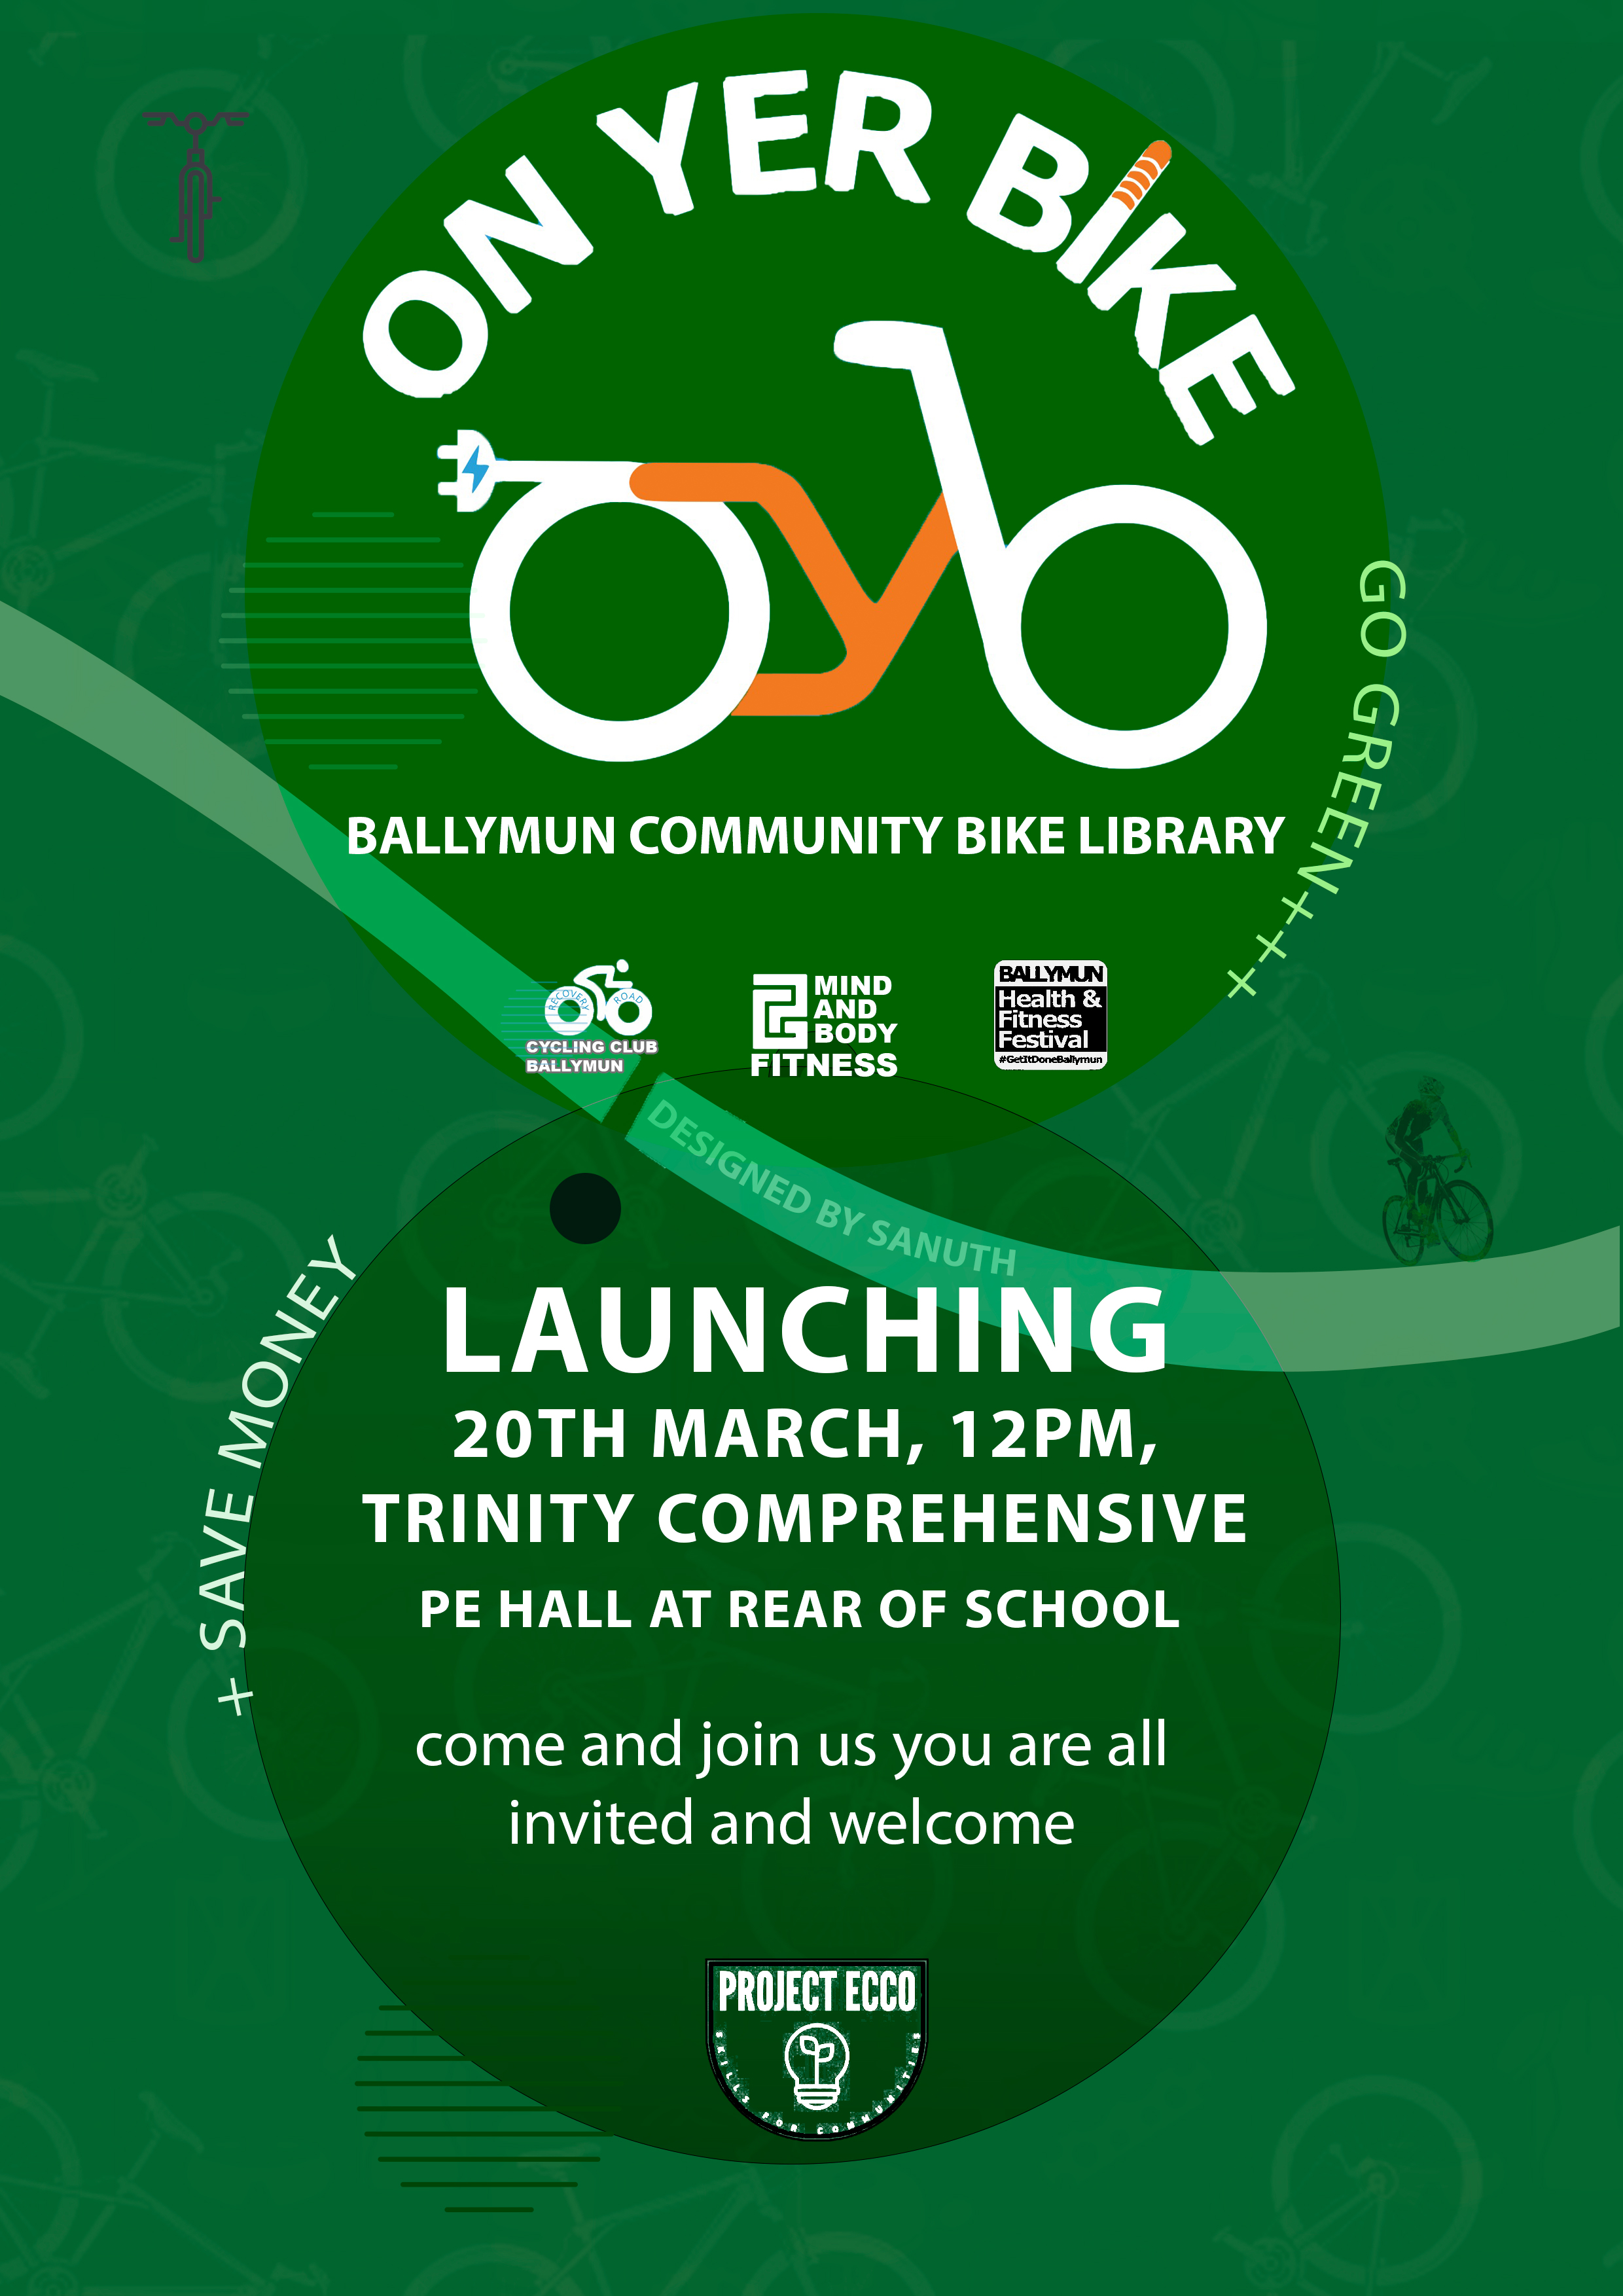 ON YER BIKE
BALLYMUN COMMUNITY BIKE LIBRARY
GO GREEN+++
RECOVERY ROAD
CYCLING CLUB
BALLYMUN
MIND
AND
BODY
FITNESS
BALLYMUN
Health &
Fitness
Festival
#GetItDoneBallymun
DESIGNED BY SANUTH
+ SAVE MONEY
LAUNCHING
20TH MARCH, 12PM,
TRINITY COMPREHENSIVE
PE HALL AT REAR OF SCHOOL
come and join us you are all
invited and welcome
PROJECT ECCO
SKILLS FOR COMMUNITIES